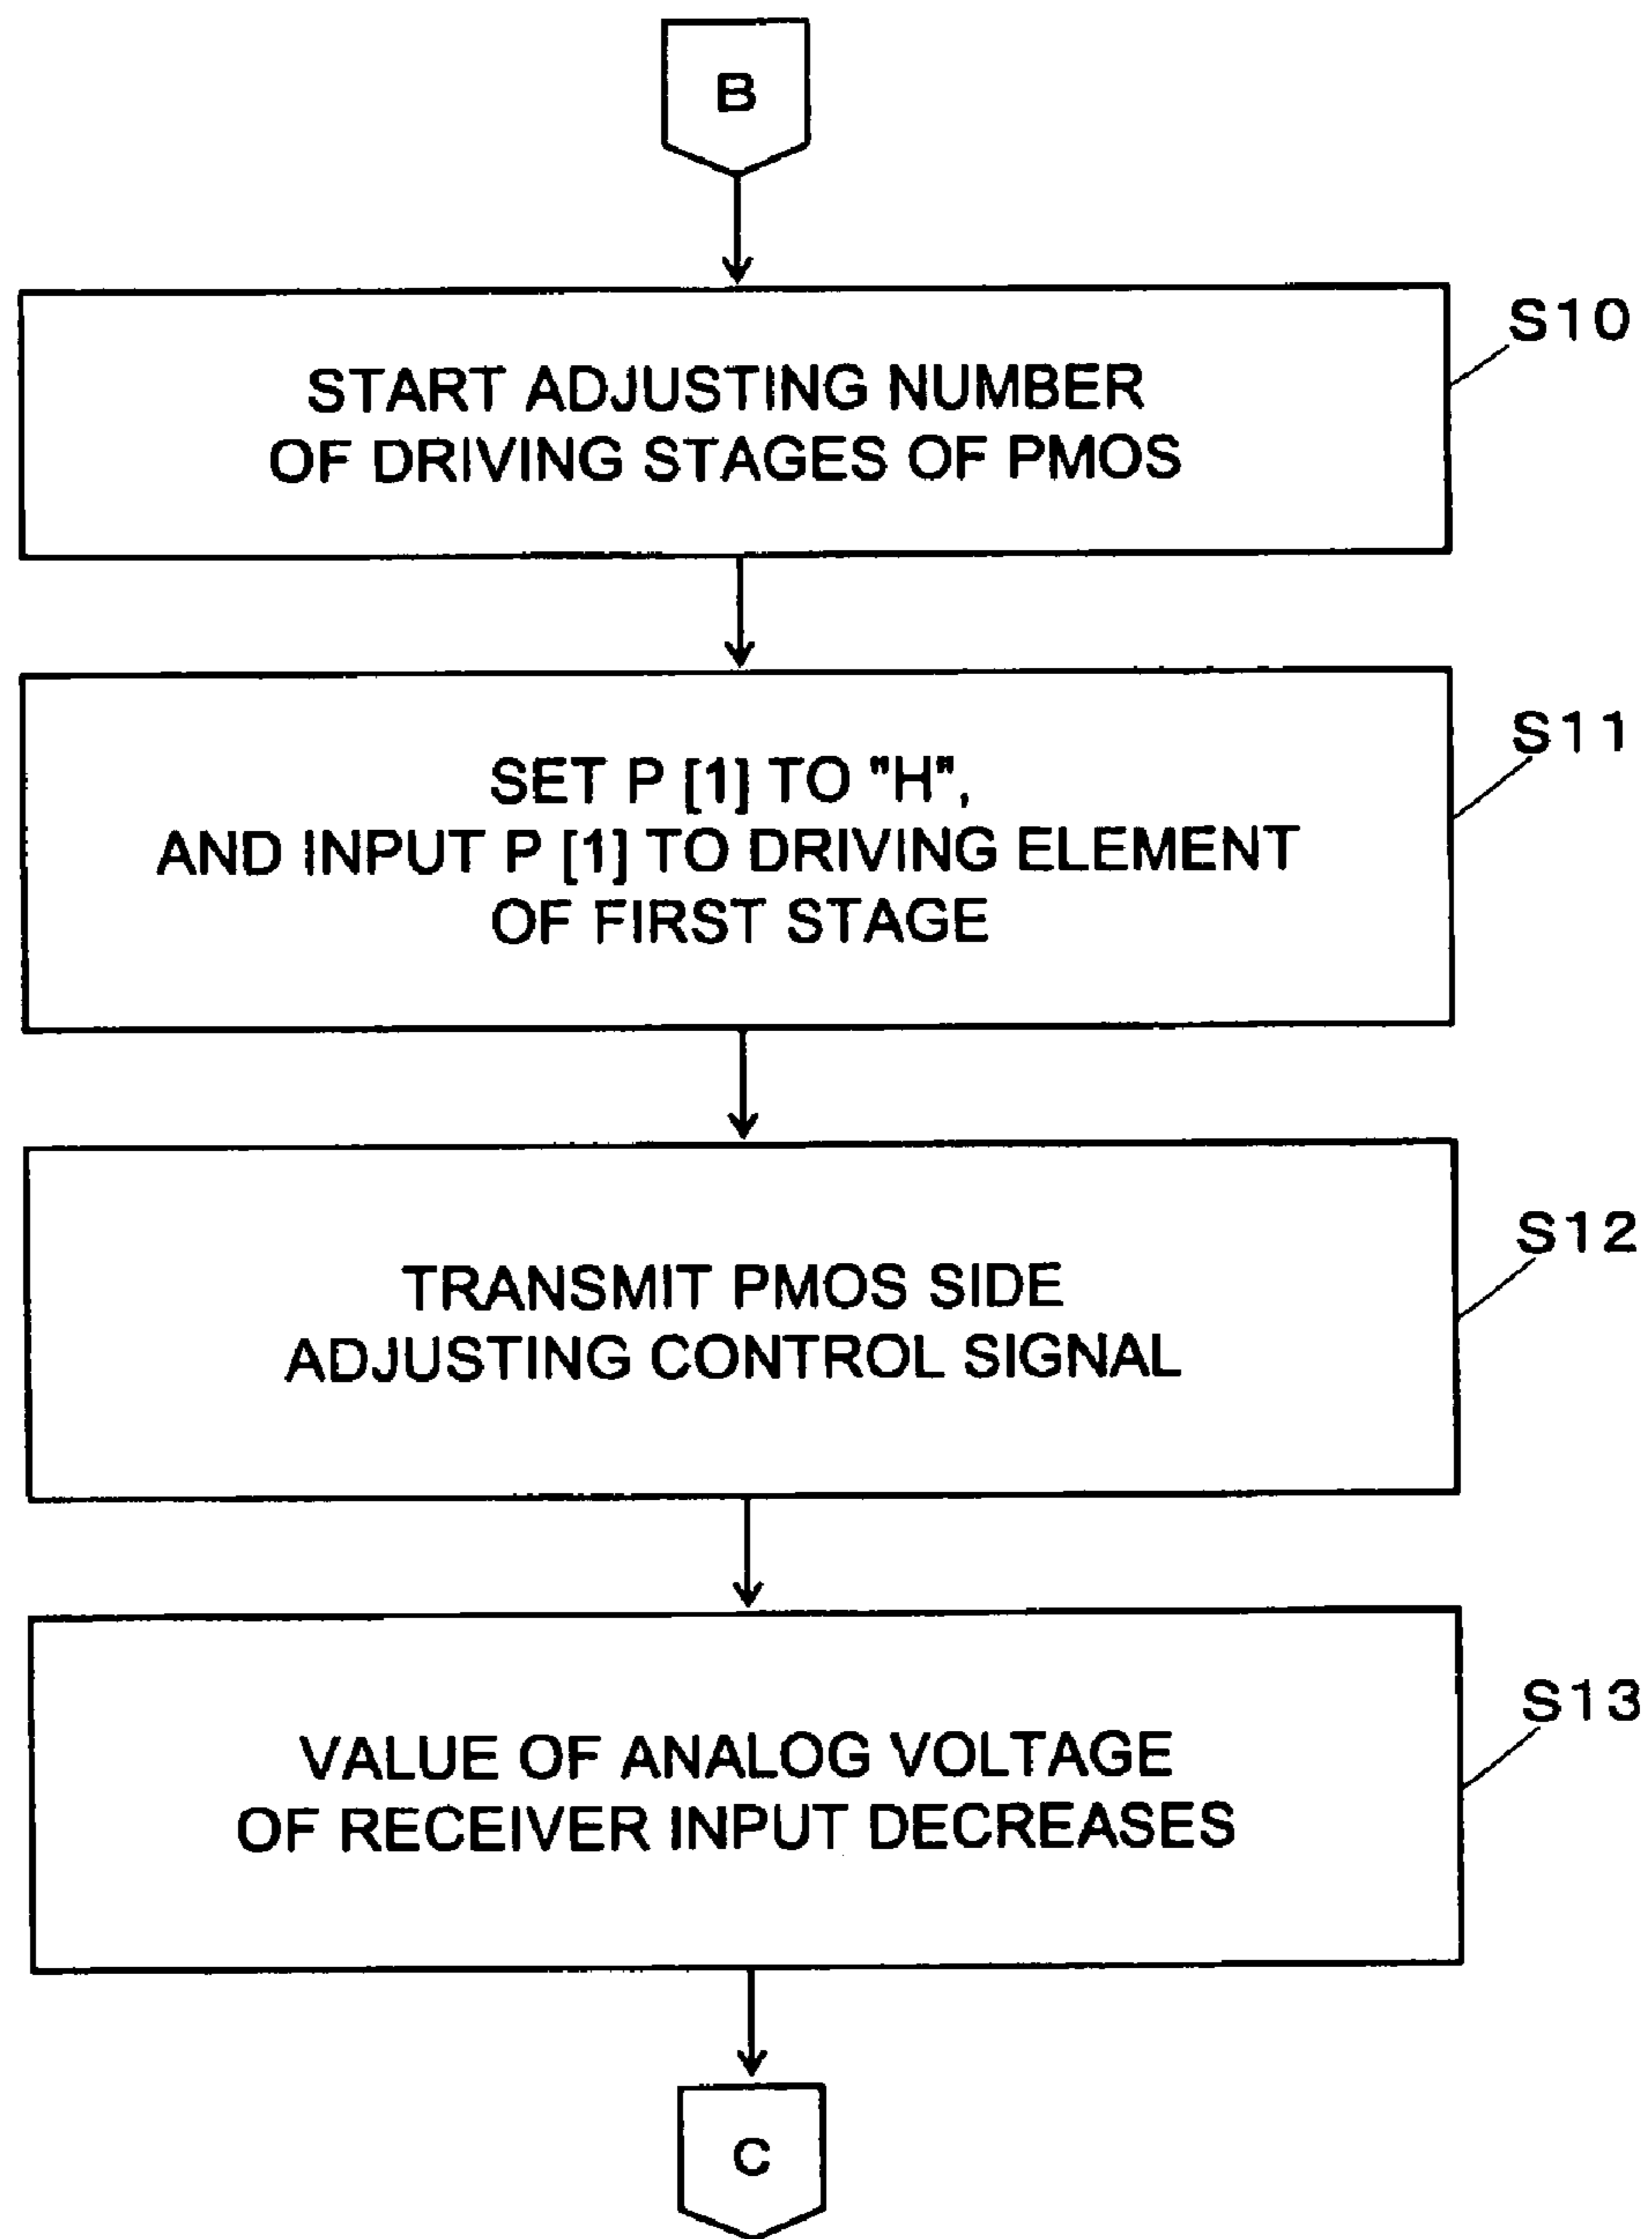 B
S10
START ADJUSTING NUMBER
OF DRIVING STAGES OF PMOS
S11
SET P [1] TO "H",
AND INPUT P [1] TO DRIVING ELEMENT
OF FIRST STAGE
S12
TRANSMIT PMOS SIDE
ADJUSTING CONTROL SIGNAL
S13
VALUE OF ANALOG VOLTAGE
OF RECEIVER INPUT DECREASES
C